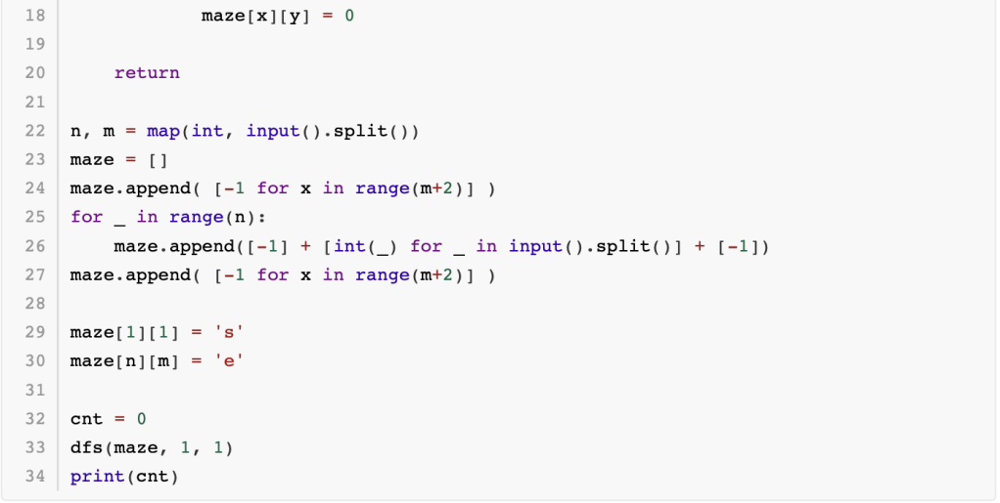 18 maze[x][y] = 0
19
20 return
21
22 n, m = map(int, input().split())
23 maze = []
24 maze.append( [-1 for x in range(m+2)] )
25 for _ in range(n):
26 maze.append([-1] + [int(_) for _ in input().split()] + [-1])
27 maze.append( [-1 for x in range(m+2)] )
28
29 maze[1][1] = 's'
30 maze[n][m] = 'e'
31
32 cnt = 0
33 dfs(maze, 1, 1)
34 print(cnt)